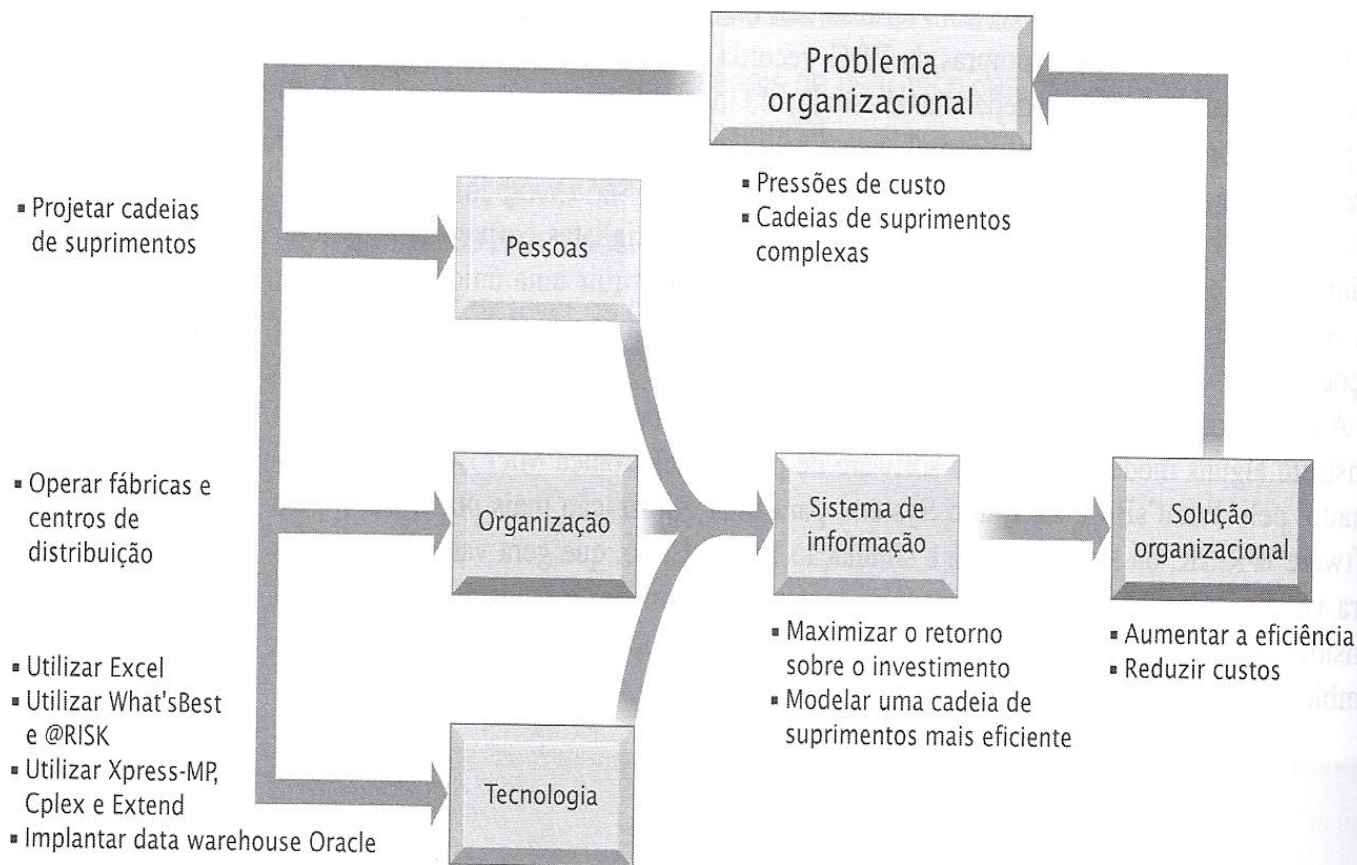 Problema
organizacional
▪ Pressões de custo
▪ Cadeias de suprimentos
complexas
▪ Projetar cadeias
de suprimentos
Pessoas
▪ Operar fábricas e
centros de
distribuição
Organização
Sistema de
informação
▪ Maximizar o retorno
sobre o investimento
▪ Modelar uma cadeia de
suprimentos mais eficiente
Solução
organizacional
▪ Aumentar a eficiência
▪ Reduzir custos
▪ Utilizar Excel
▪ Utilizar What'sBest
e @RISK
▪ Utilizar Xpress-MP,
Cplex e Extend
▪ Implantar data warehouse Oracle
Tecnologia